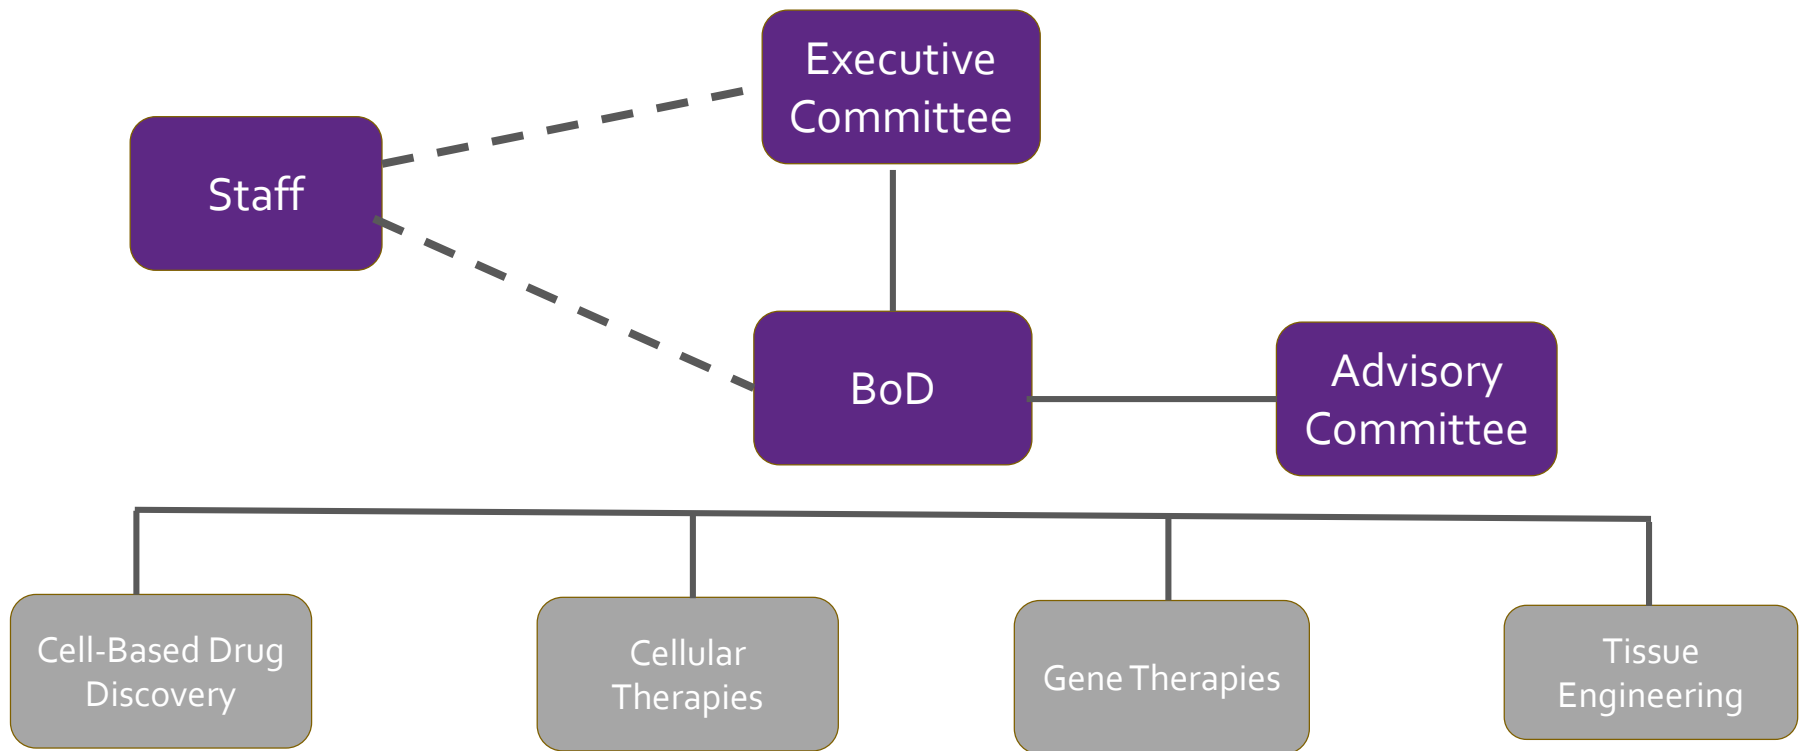 Executive
Committee
Staff
BoD
Advisory
Committee
Cell-Based Drug
Discovery
Cellular
Therapies
Gene Therapies
Tissue
Engineering